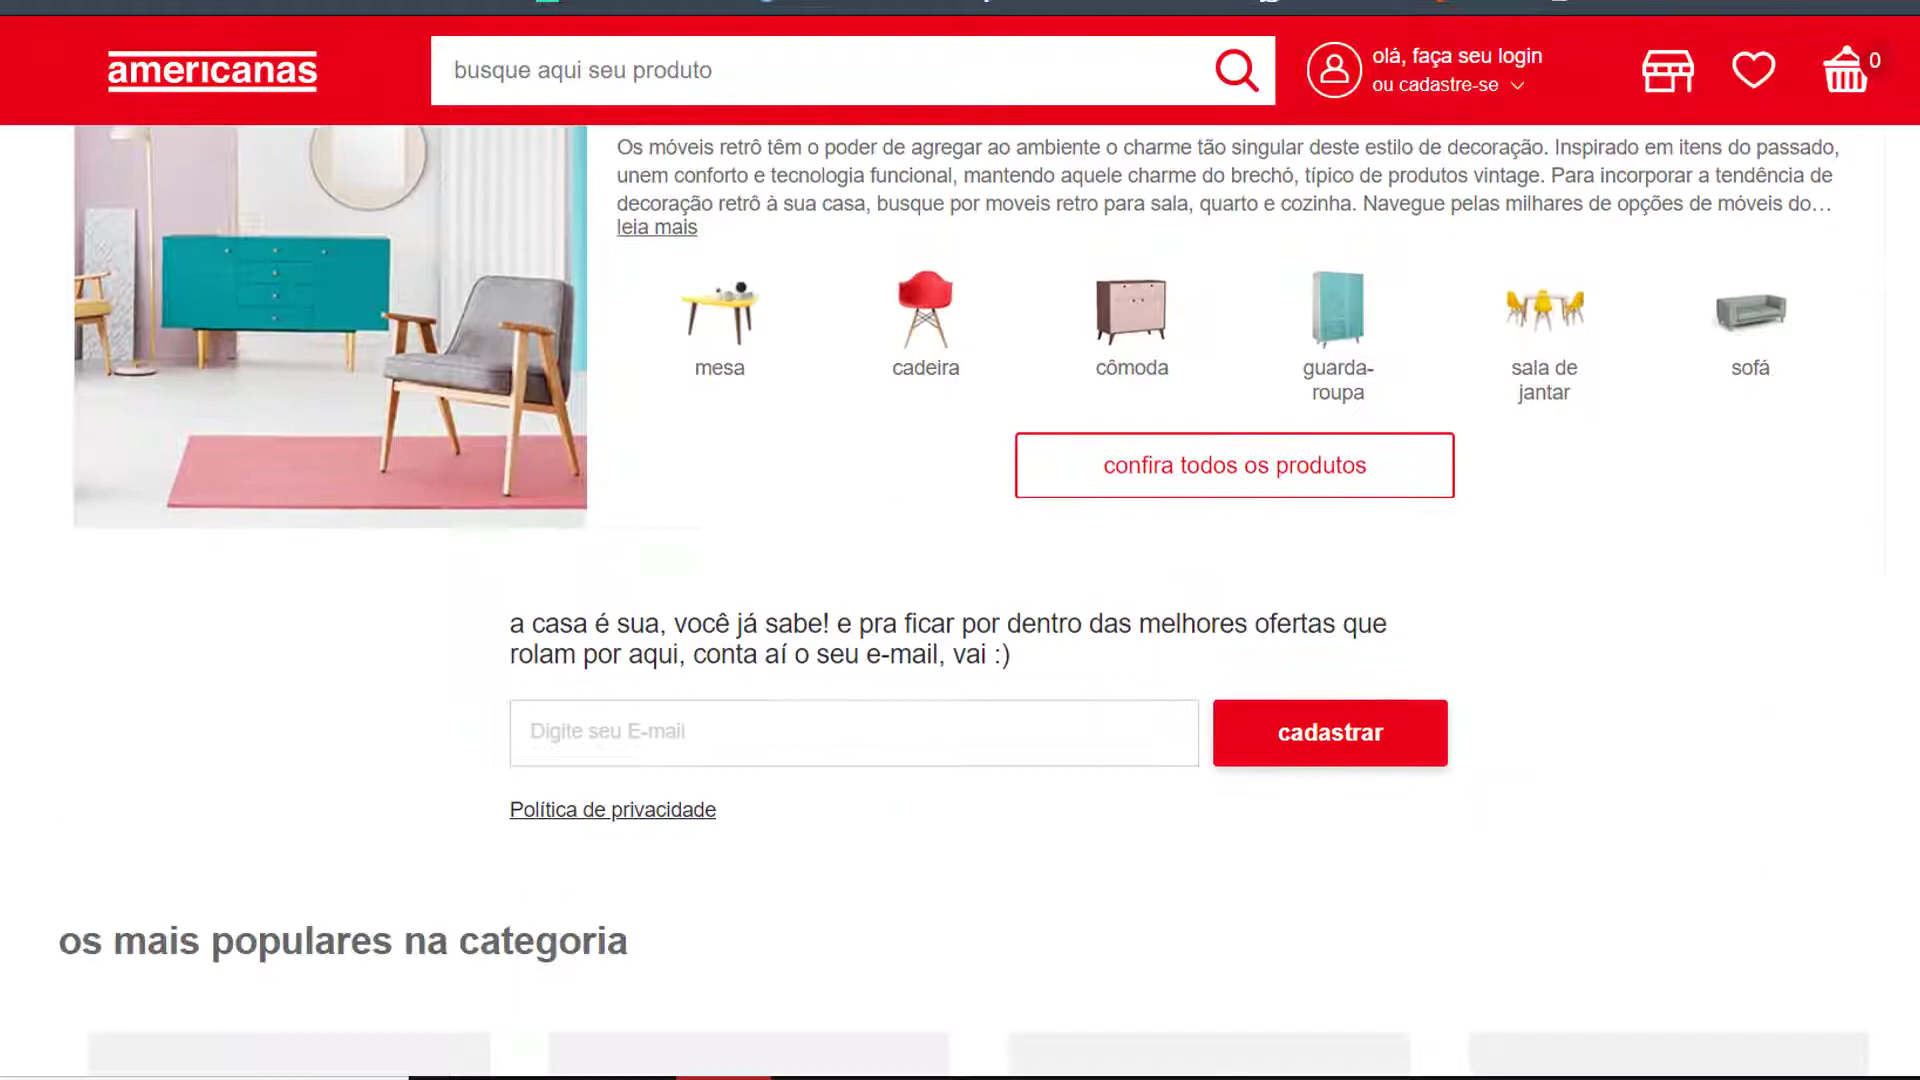 americanas
busque aqui seu produto
olá, faça seu login
ou cadastre-se
0
Os móveis retrô têm o poder de agregar ao ambiente o charme tão singular deste estilo de decoração. Inspirado em itens do passado,
unem conforto e tecnologia funcional, mantendo aquele charme do brechó, típico de produtos vintage. Para incorporar a tendência de
decoração retrô à sua casa, busque por moveis retro para sala, quarto e cozinha. Navegue pelas milhares de opções de móveis do…
leia mais
mesa
cadeira
cômoda
guarda-
roupa
sala de
jantar
sofá
confira todos os produtos
a casa é sua, você já sabe! e pra ficar por dentro das melhores ofertas que
rolam por aqui, conta aí o seu e-mail, vai :)
Digite seu E-mail
cadastrar
Política de privacidade
os mais populares na categoria